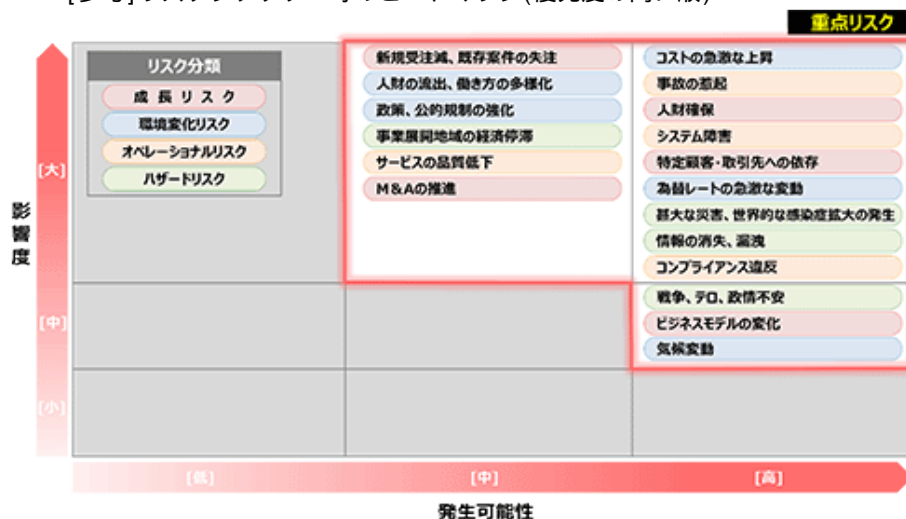 重点リスク
リスク分類
成長リスク
環境変化リスク
オペレーショナルリスク
ハザードリスク
新規受注減、既存案件の失注
人財の流出、働き方の多様化
政策、公的規制の強化
事業展開地域の経済停滞
サービスの品質低下
M&Aの推進
コストの急激な上昇
事故の惹起
人財確保
システム障害
特定顧客・取引先への依存
為替レートの急激な変動
甚大な災害、世界的な感染症拡大の発生
情報の消失、漏洩
コンプライアンス違反
戦争、テロ、政情不安
ビジネスモデルの変化
気候変動
影響度
[大]
[中]
[小]
[低]
[中]
[高]
発生可能性